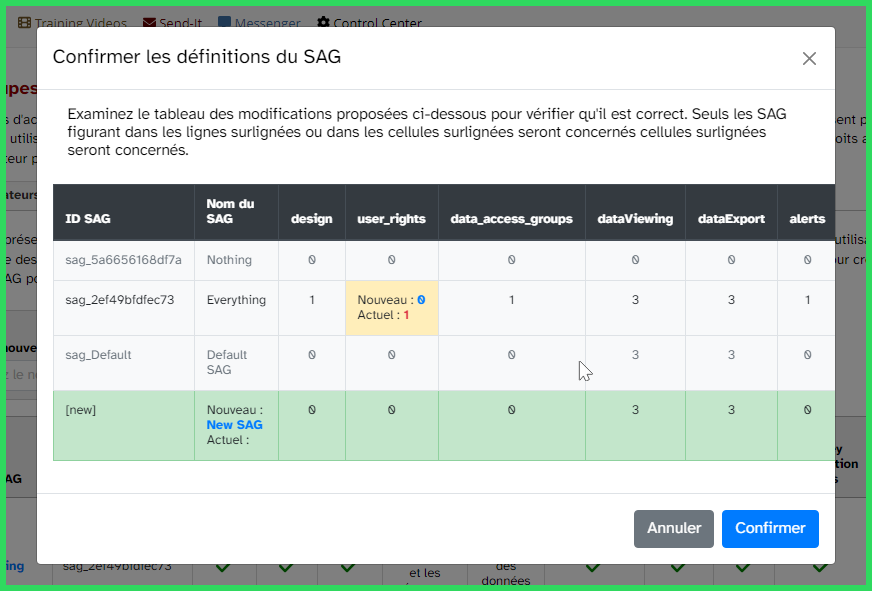 Training Videos Send-It Messenger Control Center
Confirmer les définitions du SAG
Examinez le tableau des modifications proposées ci-dessous pour vérifier qu'il est correct. Seuls les SAG
figurant dans les lignes surlignées ou dans les cellules surlignées seront concernés cellules surlignées
seront concernés.
ID SAG Nom du SAG design user_rights data_access_groups dataViewing dataExport alerts
sag_5a6656168df7a Nothing 0 0 0 0 0 0
sag_2ef49bfdfec73 Everything 1 Nouveau : 0 1 3 3 1
Actuel : 1
sag_Default Default 0 0 0 3 3 0
SAG
[new] Nouveau : 0 0 0 3 3 0
New SAG
Actuel :
Annuler Confirmer
sag_2ef49bfdfec73
et les
des
données